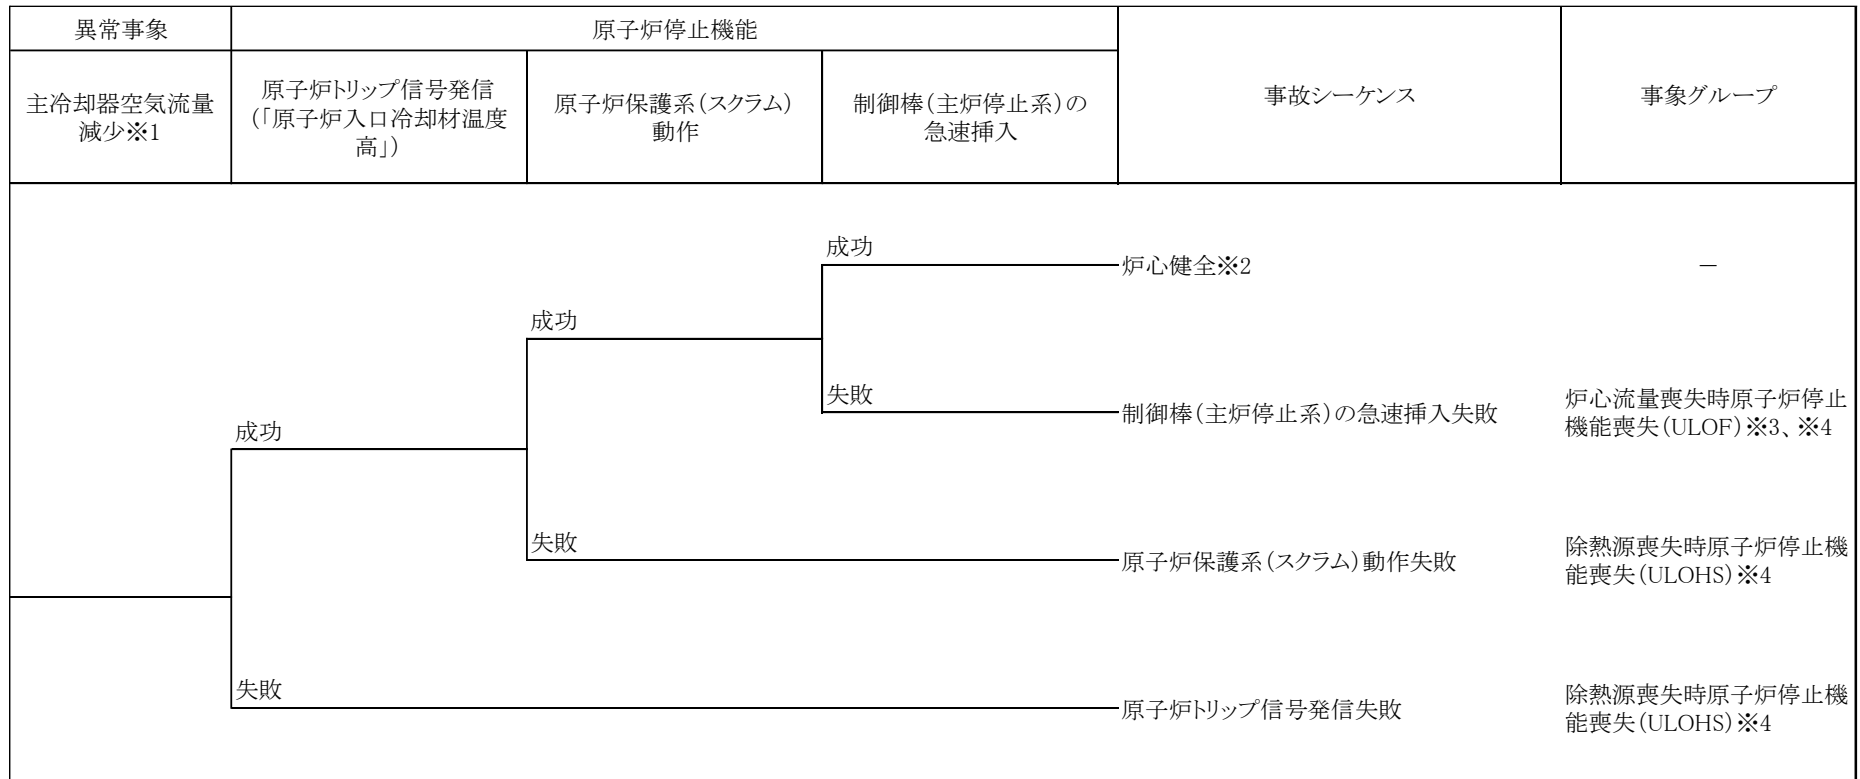 異常事象
原子炉停止機能
主冷却器空気流量
減少※1
原子炉トリップ信号発信
(「原子炉入口冷却材温度
高」)
原子炉保護系(スクラム)
動作
制御棒(主炉停止系)の
急速挿入
事故シーケンス
事象グループ
成功
炉心健全※2
－
成功
失敗
制御棒(主炉停止系)の急速挿入失敗
炉心流量喪失時原子炉停止
機能喪失(ULOF)※3、※4
成功
失敗
原子炉保護系(スクラム)動作失敗
除熱源喪失時原子炉停止機
能喪失(ULOHS)※4
失敗
原子炉トリップ信号発信失敗
除熱源喪失時原子炉停止機
能喪失(ULOHS)※4